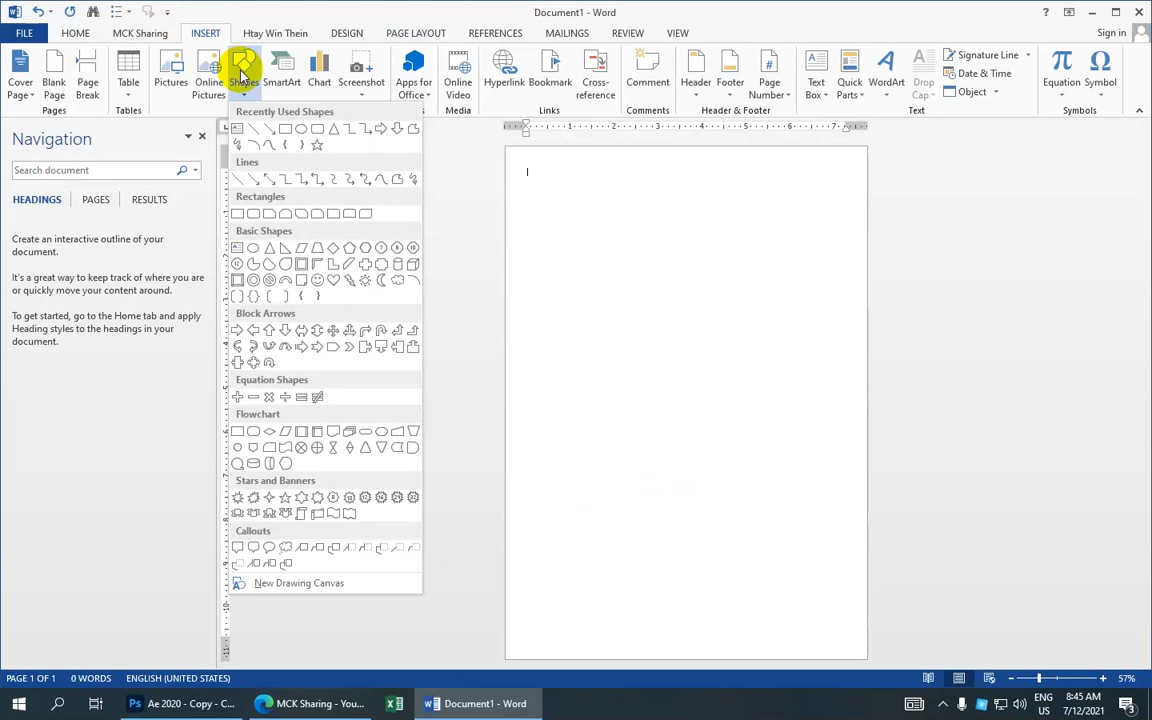 Document1 - Word
FILE
HOME
MCK Sharing
INSERT
Htay Win Thein
DESIGN
PAGE LAYOUT
REFERENCES
MAILINGS
REVIEW
VIEW
Sign in
Cover Page
Blank Page
Page Break
Table
Pictures
Online Pictures
Shapes
SmartArt
Chart
Screenshot
Apps for Office
Online Video
Hyperlink
Bookmark
Cross-reference
Comment
Header
Footer
Page Number
Text Box
Quick Parts
WordArt
Drop Cap
Signature Line
Date & Time
Object
Equation
Symbol
Pages
Tables
Media
Links
Comments
Header & Footer
Text
Symbols
Navigation
Search document
HEADINGS
PAGES
RESULTS
Create an interactive outline of your
document.
It's a great way to keep track of where you are
or quickly move your content around.
To get started, go to the Home tab and apply
Heading styles to the headings in your
document.
Recently Used Shapes
Lines
Rectangles
Basic Shapes
Block Arrows
Equation Shapes
Flowchart
Stars and Banners
Callouts
New Drawing Canvas
1 2 3 4 5 6 7
PAGE 1 OF 1
0 WORDS
ENGLISH (UNITED STATES)
57%
Ae 2020 - Copy - C...
MCK Sharing - You...
Document1 - Word
ENG
US
8:45 AM
7/12/2021
3